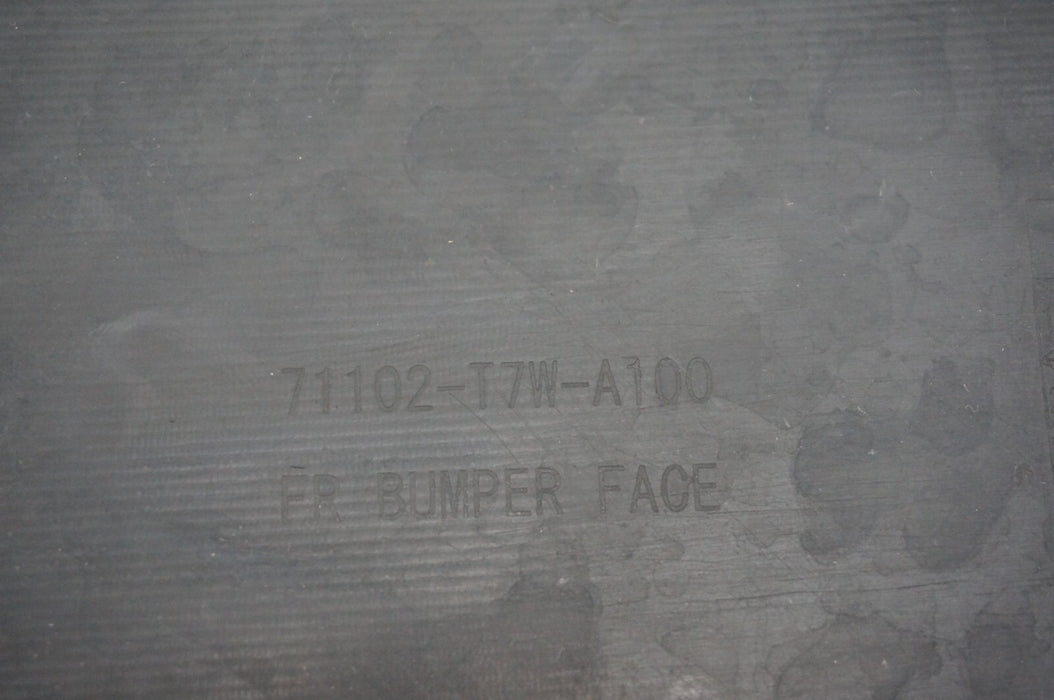 71102-T7W-A100
FR BUMPER FACE